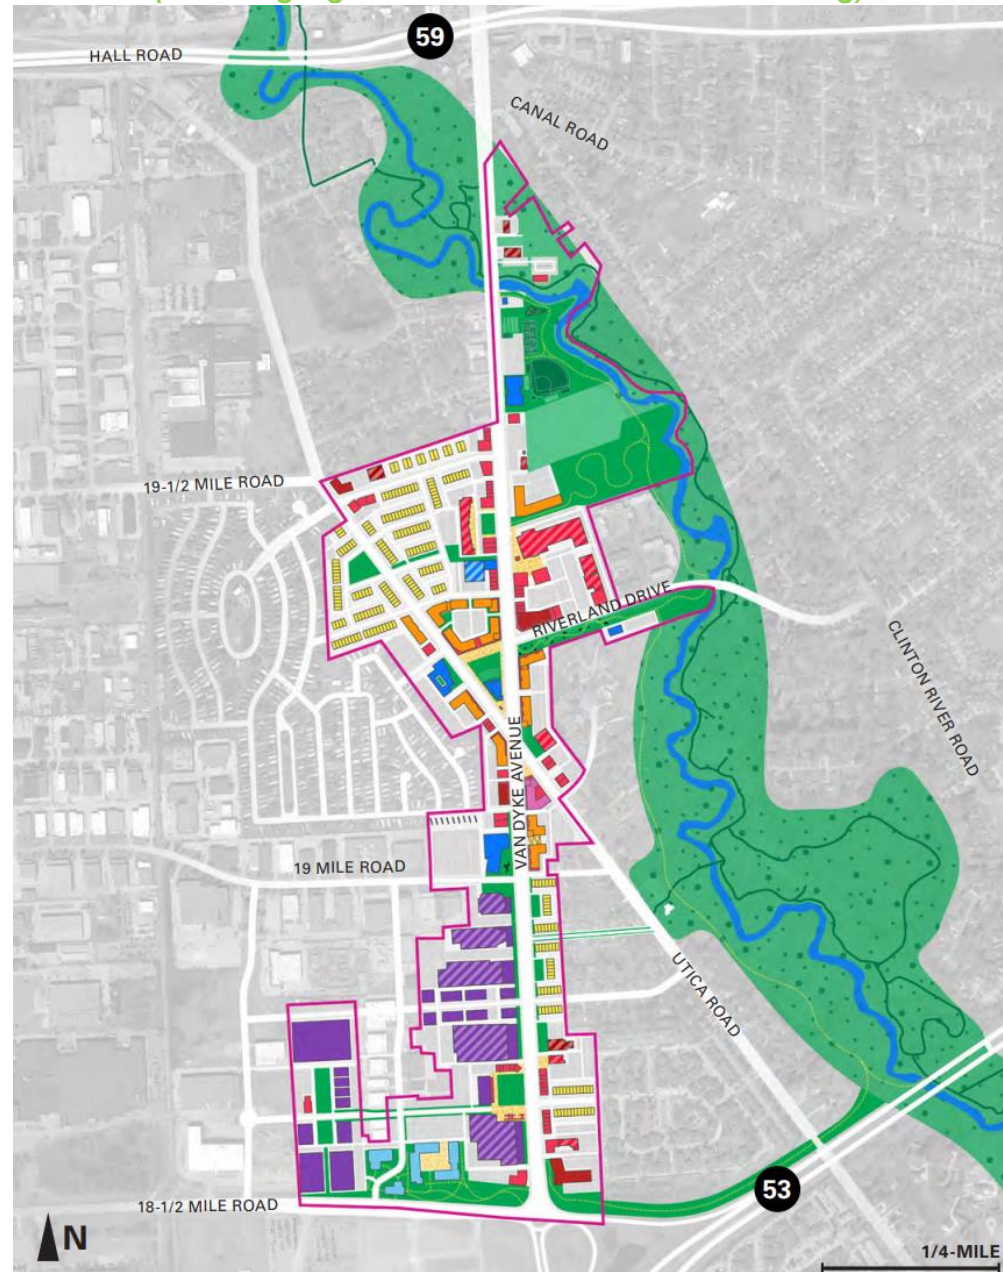 59
HALL ROAD
CANAL ROAD
19-1/2 MILE ROAD
RIVERLAND DRIVE
CLINTON RIVER ROAD
VAN DYKE AVENUE
19 MILE ROAD
UTICA ROAD
53
18-1/2 MILE ROAD
N
1/4-MILE